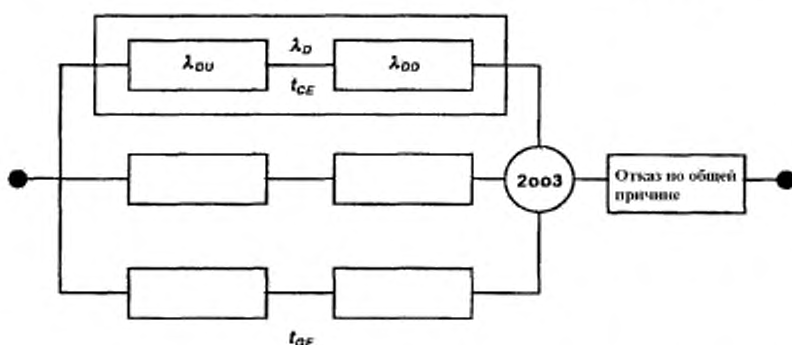 λD
λDU
λDD
tCE
2oo3
Отказ по общей
причине
tGE